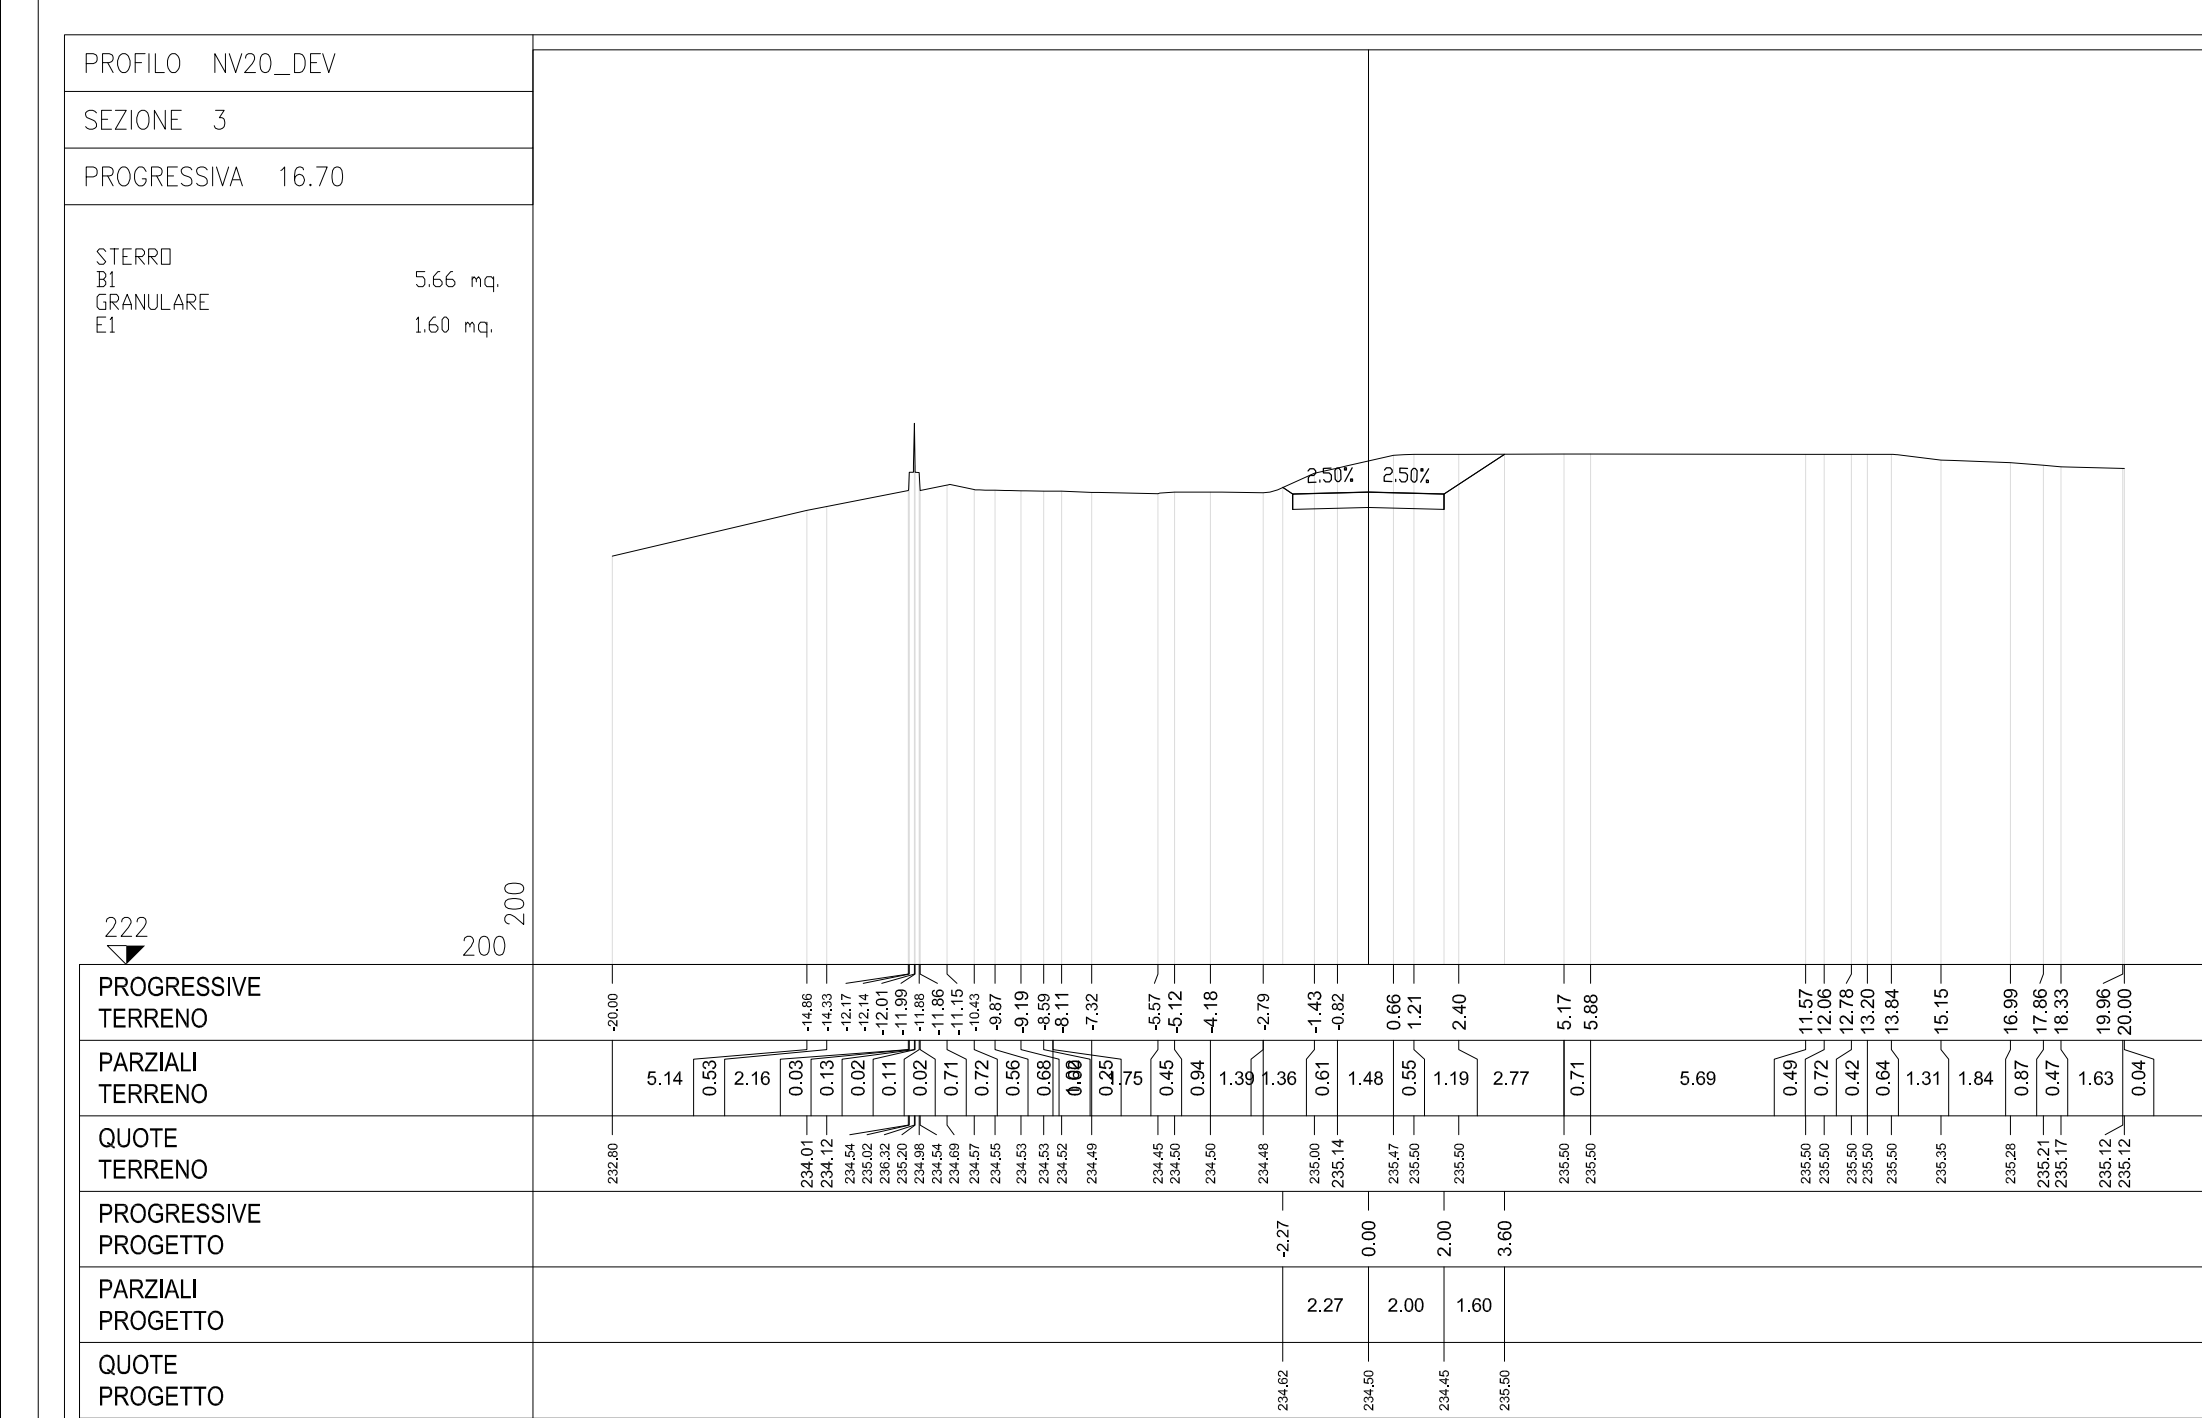 PROFILO NV20_DEV
SEZIONE 3
PROGRESSIVA 16.70
STERRO
B1 5.66 mq.
GRANULARE
E1 1.60 mq.
2.50% 2.50%
222
200
200
PROGRESSIVE
TERRENO
-20.00 -14.86 -14.33 -12.17 -12.14 -12.01 -11.99 -11.88 -11.86 -11.15 -10.43 -9.87 -9.19 -8.59 -8.11 -7.32 -5.57 -5.12 -4.18 -2.79 -1.43 -0.82 0.66 1.21 2.40 5.17 5.88 11.57 12.06 12.78 13.20 13.84 15.15 16.99 17.86 18.33 19.96 20.00
PARZIALI
TERRENO
5.14 0.53 2.16 0.03 0.13 0.02 0.11 0.02 0.71 0.72 0.56 0.68 0.25 1.75 0.45 0.94 1.39 1.36 0.61 1.48 0.55 1.19 2.77 0.71 5.69 0.49 0.72 0.42 0.64 1.31 1.84 0.87 0.47 1.63 0.04
QUOTE
TERRENO
232.80 234.01 234.12 234.54 235.02 236.32 235.20 234.98 234.54 234.69 234.57 234.55 234.53 234.53 234.52 234.49 234.45 234.50 234.50 234.48 235.00 235.14 235.47 235.50 235.50 235.50 235.50 235.50 235.50 235.50 235.50 235.50 235.35 235.28 235.21 235.17 235.12 235.12
PROGRESSIVE
PROGETTO
-2.27 0.00 2.00 3.60
PARZIALI
PROGETTO
2.27 2.00 1.60
QUOTE
PROGETTO
234.62 234.50 234.45 235.50